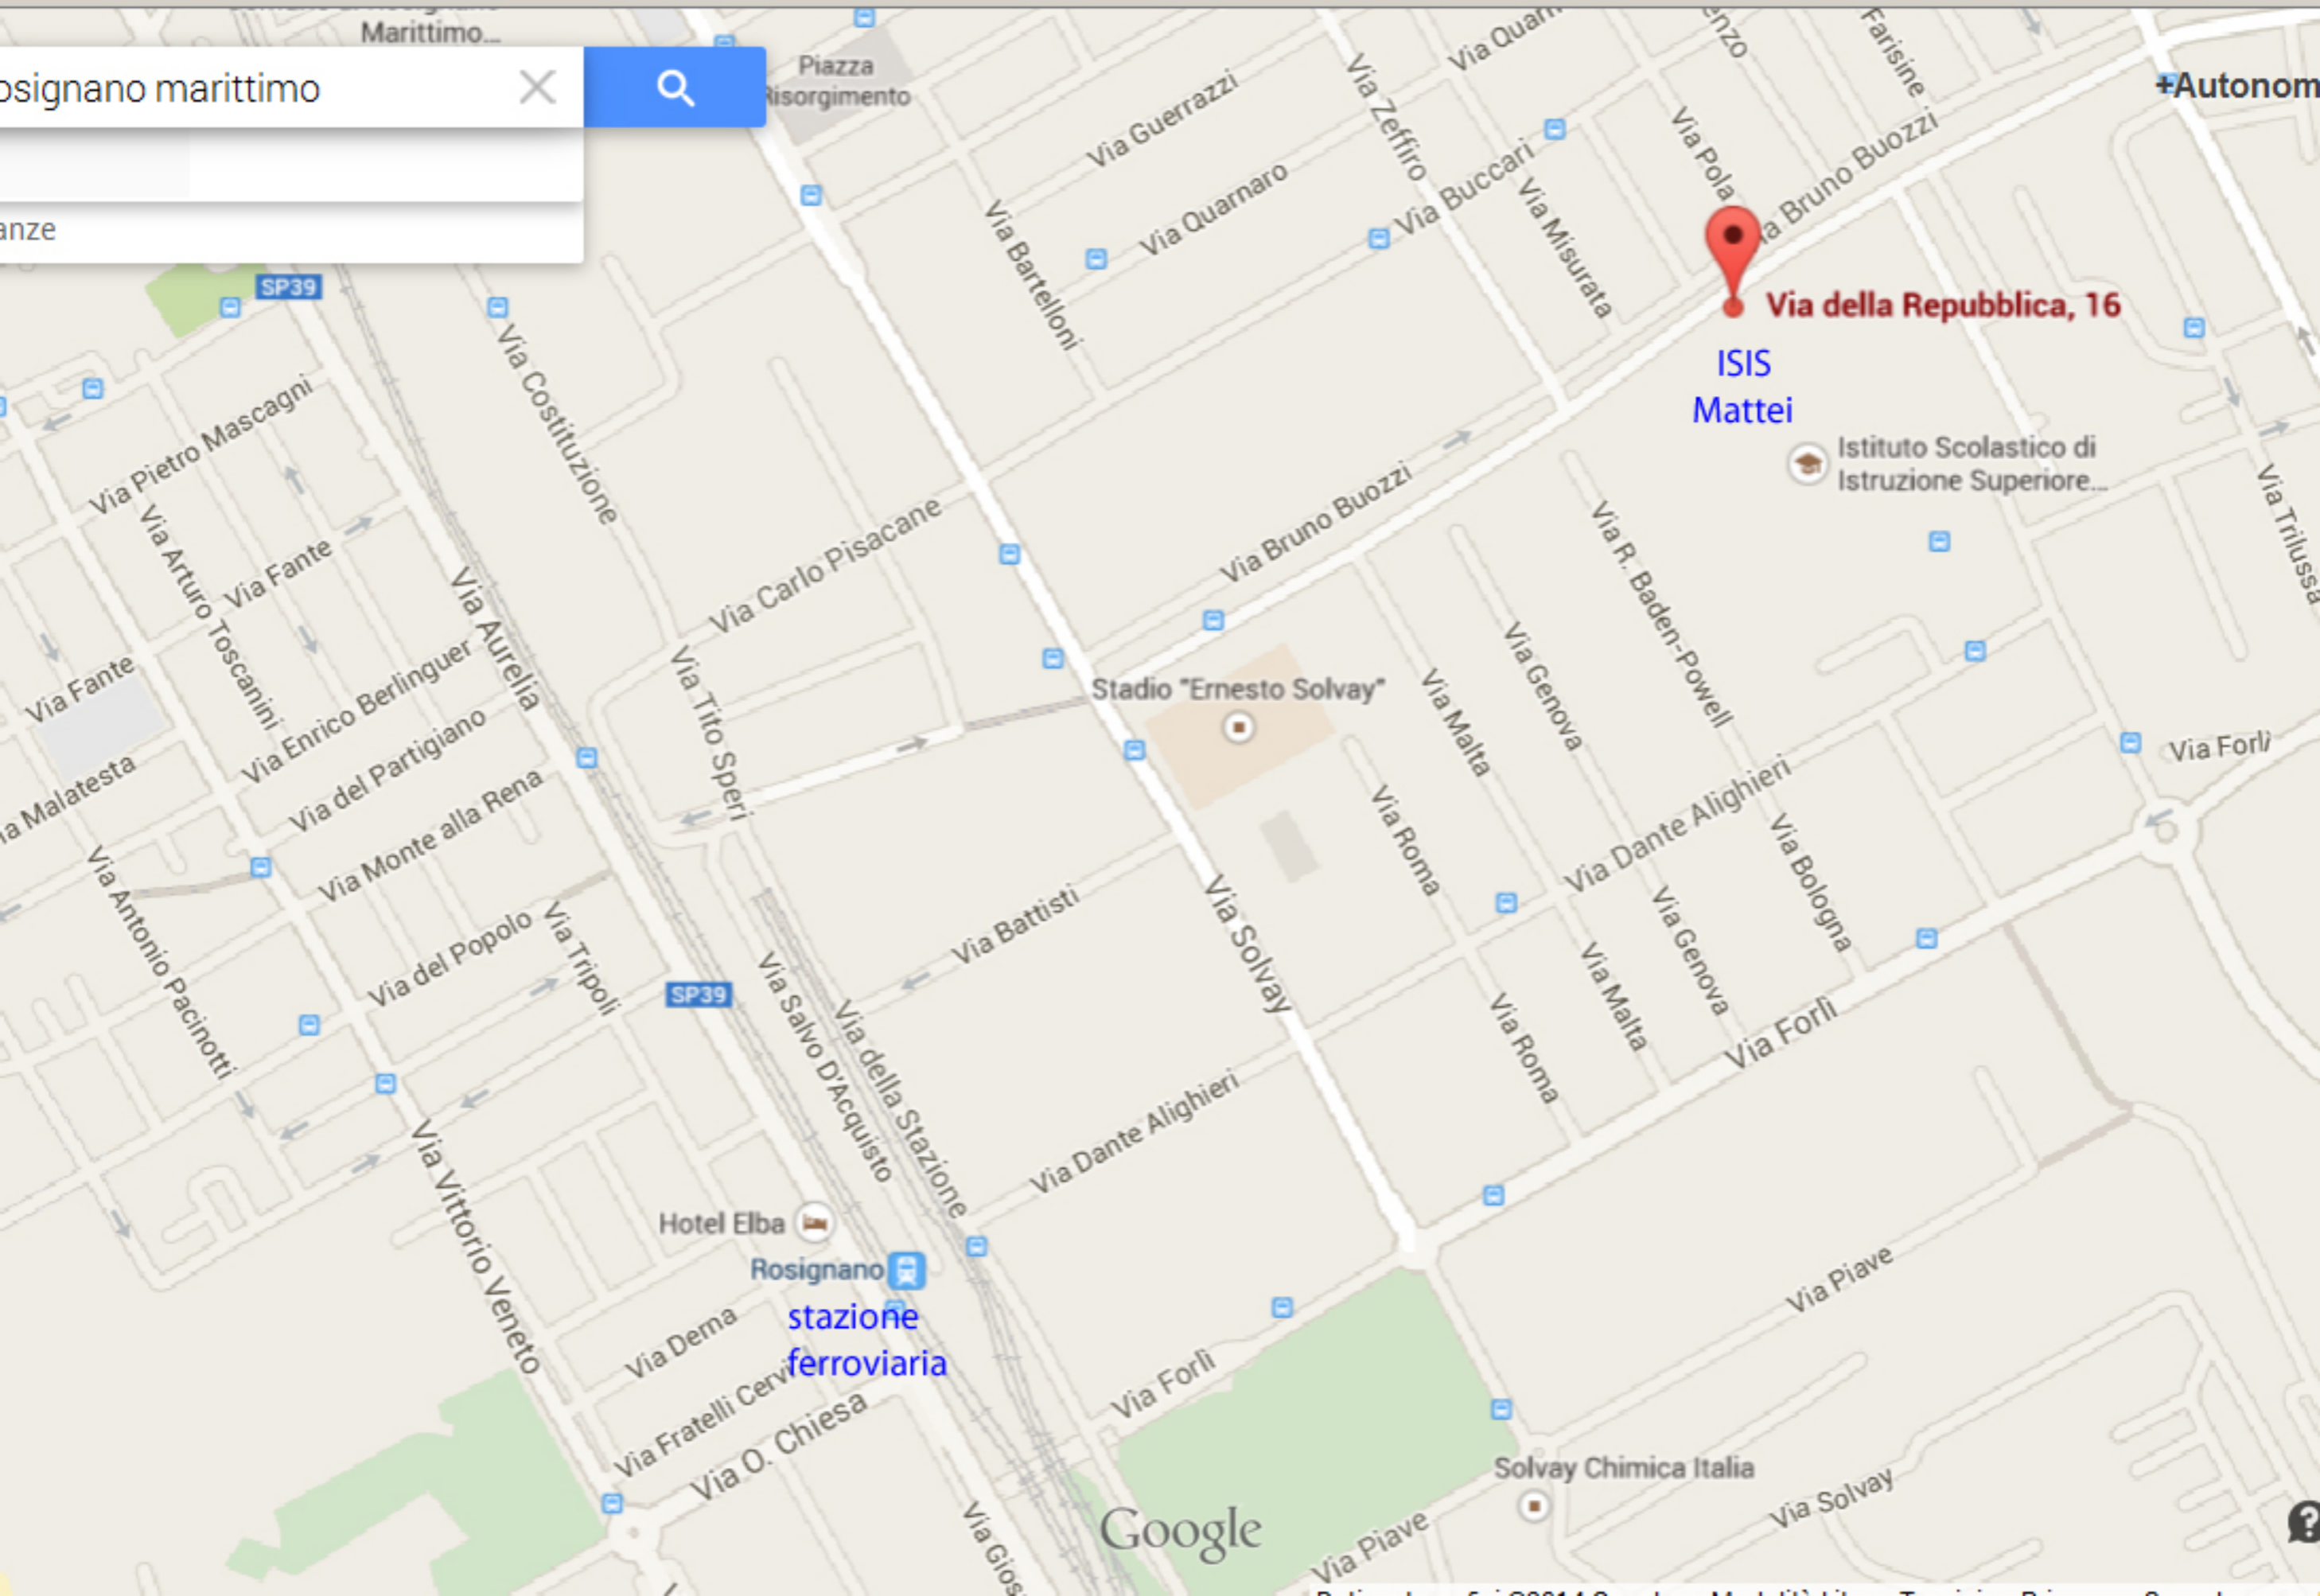 Marittimo...
osignano marittimo
anze
Piazza
Risorgimento
Via Guerrazzi
Via Quarnaro
Via Bartelloni
Via Zeffiro
Via Buccari
Via Misurata
Via Pola
Farisine
Via Bruno Buozzi
+Autonom
Via della Repubblica, 16
ISIS
Mattei
Istituto Scolastico di
Istruzione Superiore...
SP39
Via Costituzione
Via Pietro Mascagni
Via Arturo Toscanini
Via Fante
Via Aurelia
Via Carlo Pisacane
Via Bruno Buozzi
Via R. Baden-Powell
Via Trilussa
Via Fante
Via Enrico Berlinguer
Via del Partigiano
Via Monte alla Rena
Via Tito Speri
Stadio "Ernesto Solvay"
Via Malta
Via Genova
Via Forlì
a Malatesta
Via Antonio Pacinotti
Via del Popolo
Via Tripoli
Via Battisti
Via Solvay
Via Roma
Via Dante Alighieri
Via Bologna
SP39
Via Salvo D'Acquisto
Via della Stazione
Via Roma
Via Malta
Via Genova
Via Forlì
Via Dante Alighieri
Via Vittorio Veneto
Hotel Elba
Rosignano
stazione
ferroviaria
Via Derna
Via Fratelli Cervi
Via O. Chiesa
Via Forlì
Via Piave
Solvay Chimica Italia
Via Solvay
Via Piave
Via Gios
Google